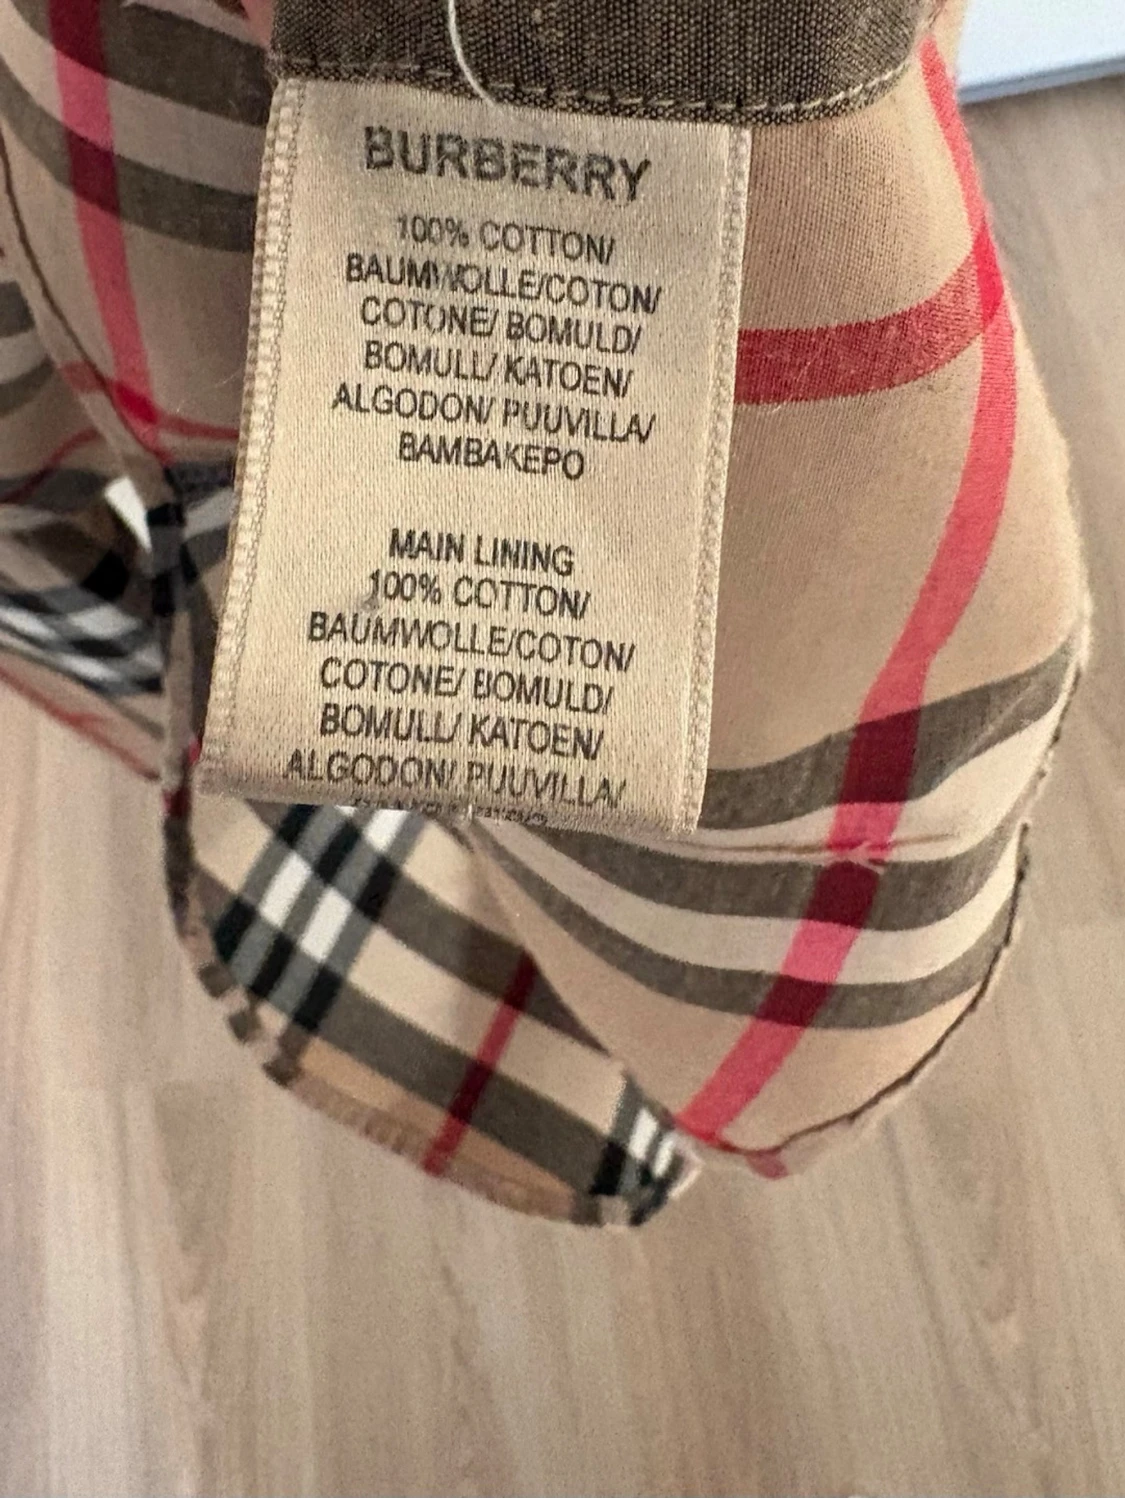 BURBERRY
100% COTTON/
BAUMWOLLE/COTON/
COTONE/ BOMULD/
BOMULL/ KATOEN/
ALGODON/ PUUVILLA/
BAMBAKEPO
MAIN LINING
100% COTTON/
BAUMWOLLE/COTON/
COTONE/ BOMULD/
BOMULL/ KATOEN/
ALGODON/ PUUVILLA/